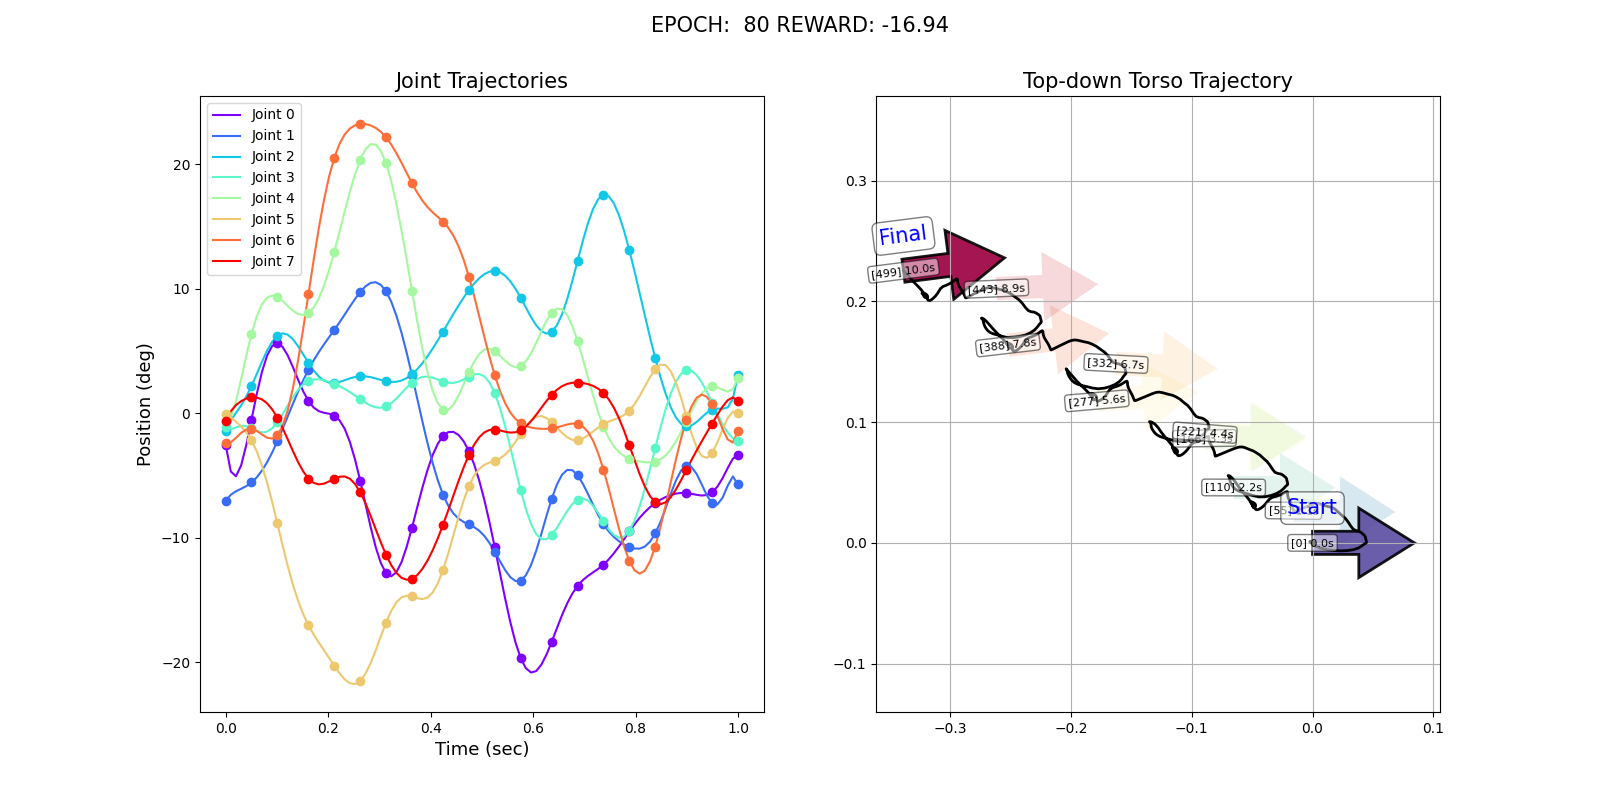 EPOCH:  80 REWARD: -16.94
Joint Trajectories
Joint 0
Joint 1
Joint 2
Joint 3
Joint 4
Joint 5
Joint 6
Joint 7
20
10
0
−10
−20
Position (deg)
0.0 0.2 0.4 0.6 0.8 1.0
Time (sec)
Top-down Torso Trajectory
0.3
0.2
0.1
0.0
−0.1
−0.3 −0.2 −0.1 0.0 0.1
Final
[499] 10.0s
[443] 8.9s
[388] 7.8s
[332] 6.7s
[277] 5.6s
[221] 4.4s
[110] 2.2s
Start
[0] 0.0s